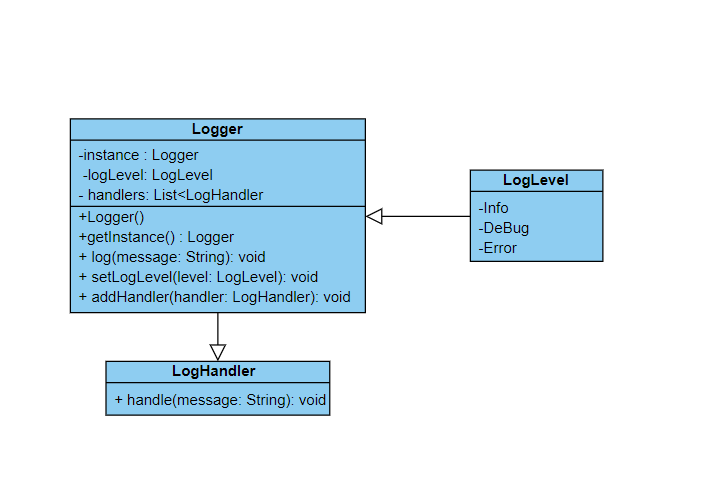 Logger
-instance : Logger
-logLevel: LogLevel
- handlers: List<LogHandler
+Logger()
+getInstance() : Logger
+ log(message: String): void
+ setLogLevel(level: LogLevel): void
+ addHandler(handler: LogHandler): void
LogLevel
-Info
-DeBug
-Error
LogHandler
+ handle(message: String): void